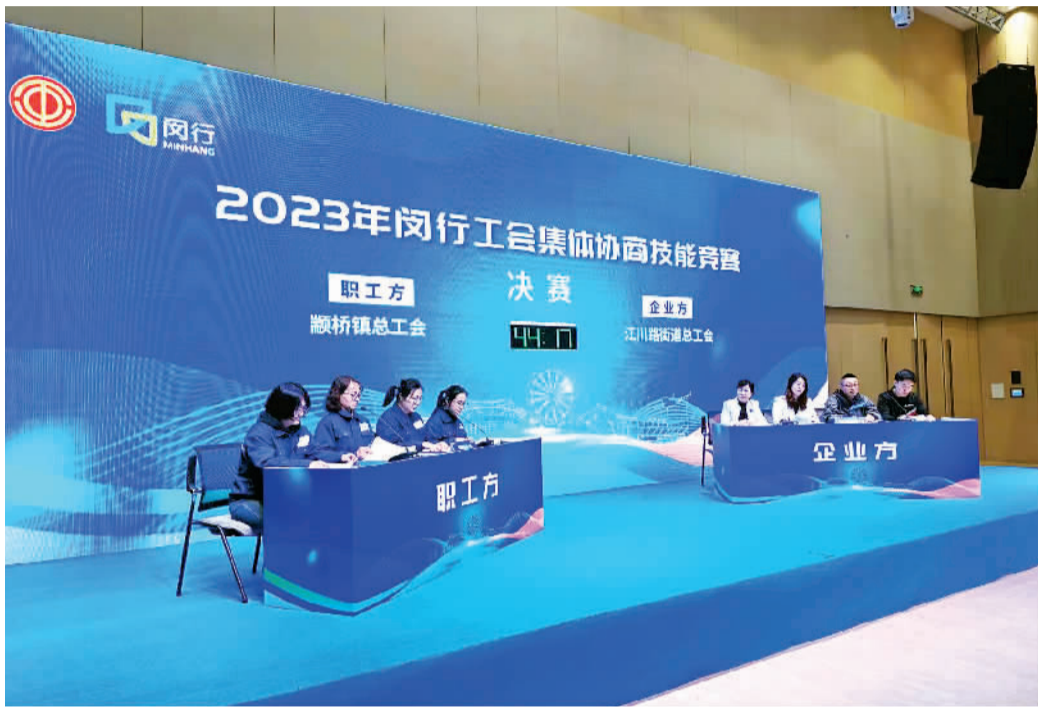 闵行
MINHANG
2023年闵行工会集体协商技能竞赛
决赛
职工方
颛桥镇总工会
企业方
江川路街道总工会
44:17
职工方
企业方